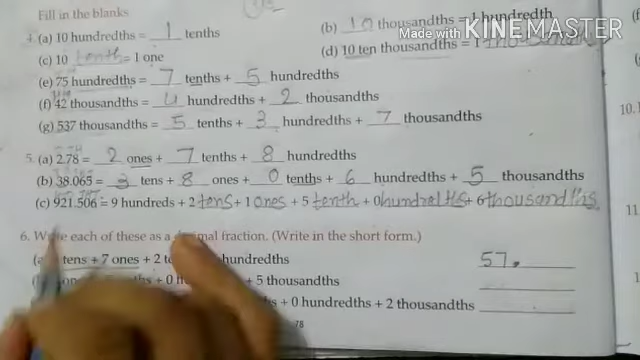 Fill in the blanks
4. (a) 10 hundredths = 1 tenths
(b) 10 thousandths = 1 hundredth
Made with KINEMASTER
(c) 10 tenth = 1 one
(d) 10 ten thousandths = 1
(e) 75 hundredths = 7 tenths + 5 hundredths
(f) 42 thousandths = 4 hundredths + 2 thousandths
(g) 537 thousandths = 5 tenths + 3 hundredths + 7 thousandths
5. (a) 2.78 = 2 ones + 7 tenths + 8 hundredths
(b) 38.065 = 3 tens + 8 ones + 0 tenths + 6 hundredths + 5 thousandths
(c) 921.506 = 9 hundreds + 2 tens + 1 ones + 5 tenth + 0 hundredths + 6 thousandths
6. Write each of these as a decimal fraction. (Write in the short form.)
tens + 7 ones + 2 hundredths
57.
+ 0 + 5 thousandths
+ 0 hundredths + 2 thousandths
78
10.
11